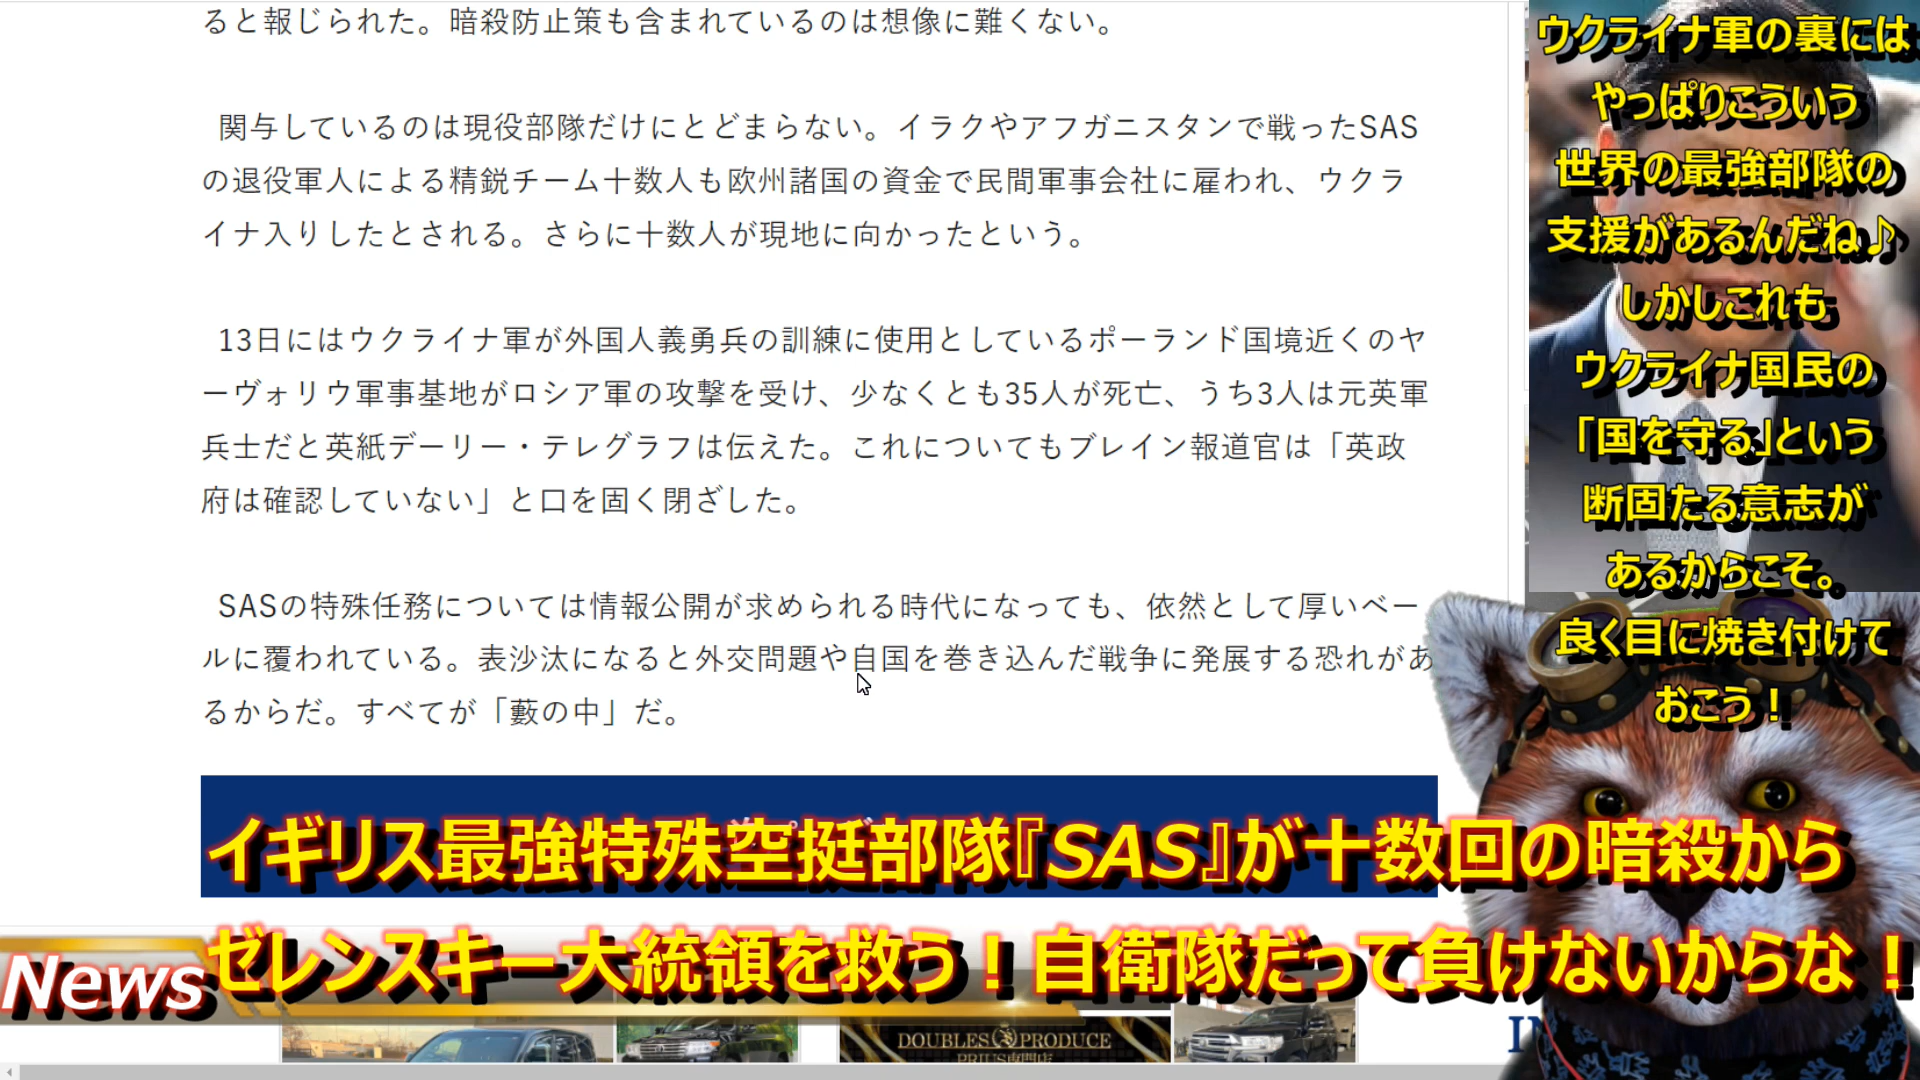 ると報じられた。暗殺防止策も含まれているのは想像に難くない。
関与しているのは現役部隊だけにとどまらない。イラクやアフガニスタンで戦ったSAS
の退役軍人による精鋭チーム十数人も欧州諸国の資金で民間軍事会社に雇われ、ウクラ
イナ入りしたとされる。さらに十数人が現地に向かったという。
13日にはウクライナ軍が外国人義勇兵の訓練に使用としているポーランド国境近くのヤ
ーヴォリウ軍事基地がロシア軍の攻撃を受け、少なくとも35人が死亡、うち3人は元英軍
兵士だと英紙デーリー・テレグラフは伝えた。これについてもブレイン報道官は「英政
府は確認していない」と口を固く閉ざした。
SASの特殊任務については情報公開が求められる時代になっても、依然として厚いベー
ルに覆われている。表沙汰になると外交問題や自国を巻き込んだ戦争に発展する恐れがあ
るからだ。すべてが「藪の中」だ。
ウクライナ軍の裏には
やっぱりこういう
世界の最強部隊の
支援があるんだね♪
しかしこれも
ウクライナ国民の
「国を守る」という
断固たる意志が
あるからこそ。
良く目に焼き付けて
おこう！
イギリス最強特殊空挺部隊『SAS』が十数回の暗殺から
ゼレンスキー大統領を救う！自衛隊だって負けないからな！
News
DOUBLES PRODUCE
PRIUS専門店